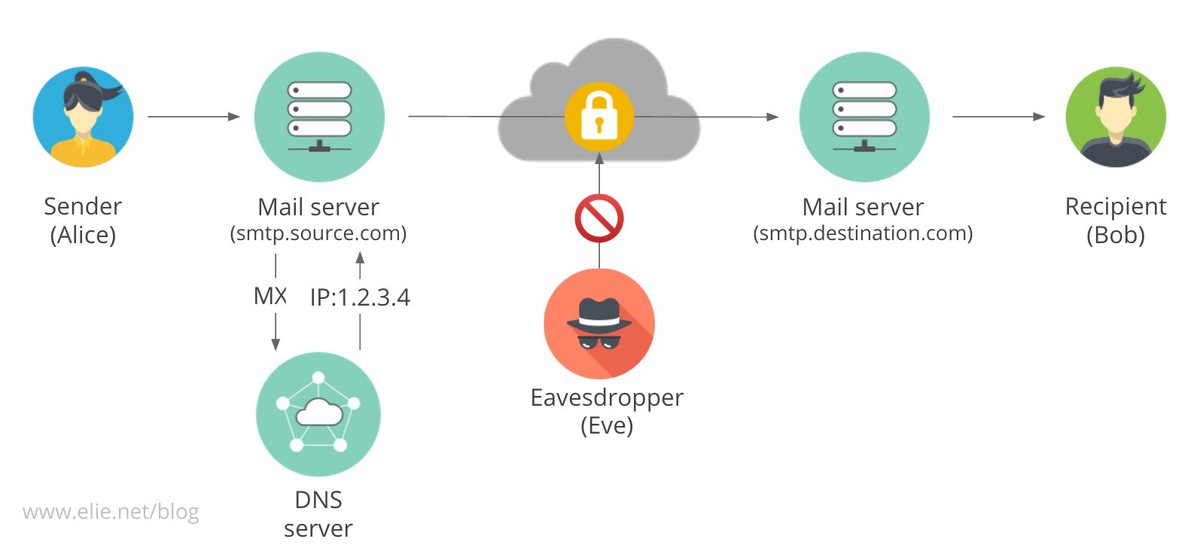 Sender
(Alice)
Mail server
(smtp.source.com)
Mail server
(smtp.destination.com)
Recipient
(Bob)
MX
IP:1.2.3.4
Eavesdropper
(Eve)
DNS
server
www.elie.net/blog